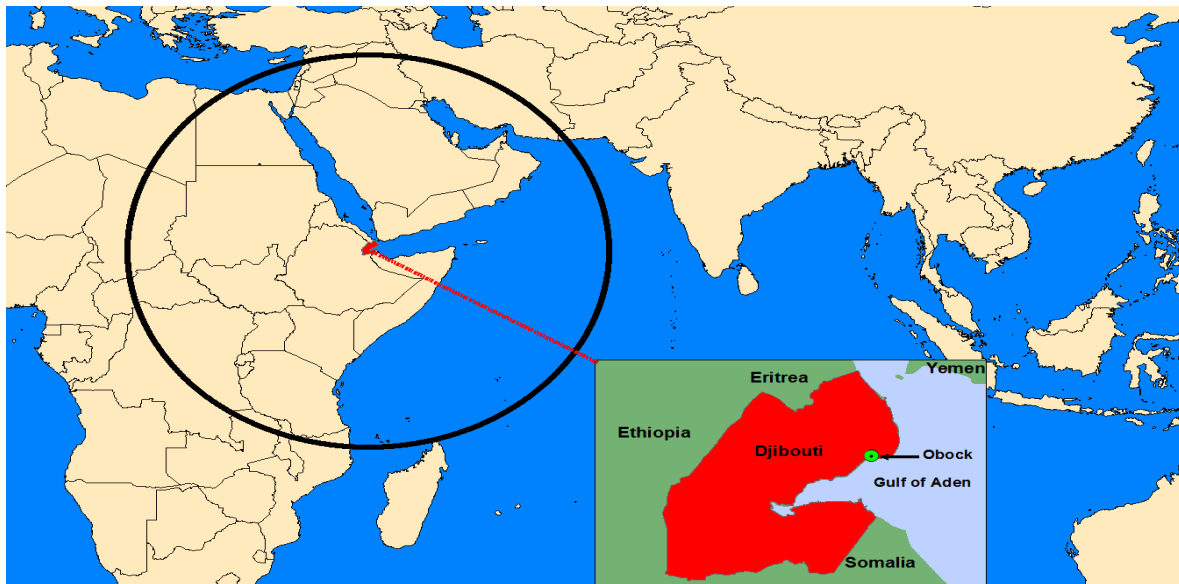 Yemen
Eritrea
Ethiopia
Djibouti
Obock
Gulf of Aden
Somalia